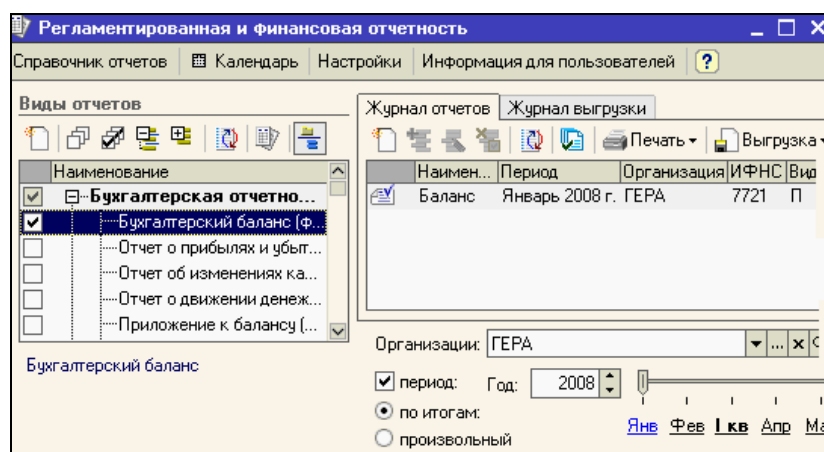 Регламентированная и финансовая отчетность
Справочник отчетов Календарь Настройки Информация для пользователей ?
Виды отчетов
Наименование
Бухгалтерская отчетно...
Бухгалтерский баланс (ф...
Отчет о прибылях и убыт...
Отчет об изменениях ка...
Отчет о движении денеж...
Приложение к балансу (...
Бухгалтерский баланс
Журнал отчетов Журнал выгрузки
Печать Выгрузка
Наимен... Период Организация ИФНС Вид
Баланс Январь 2008 г. ГЕРА 7721 П
Организации: ГЕРА ...
период: Год: 2008
по итогам:
произвольный
Янв Фев I кв Апр Ма